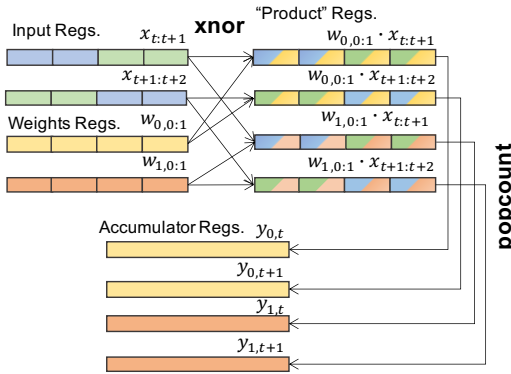 Input Regs.
x_{t:t+1}
xnor
“Product” Regs.
w_{0,0:1} · x_{t:t+1}
x_{t+1:t+2}
w_{0,0:1} · x_{t+1:t+2}
Weights Regs.
w_{0,0:1}
w_{1,0:1} · x_{t:t+1}
w_{1,0:1}
w_{1,0:1} · x_{t+1:t+2}
popcount
Accumulator Regs.
y_{0,t}
y_{0,t+1}
y_{1,t}
y_{1,t+1}